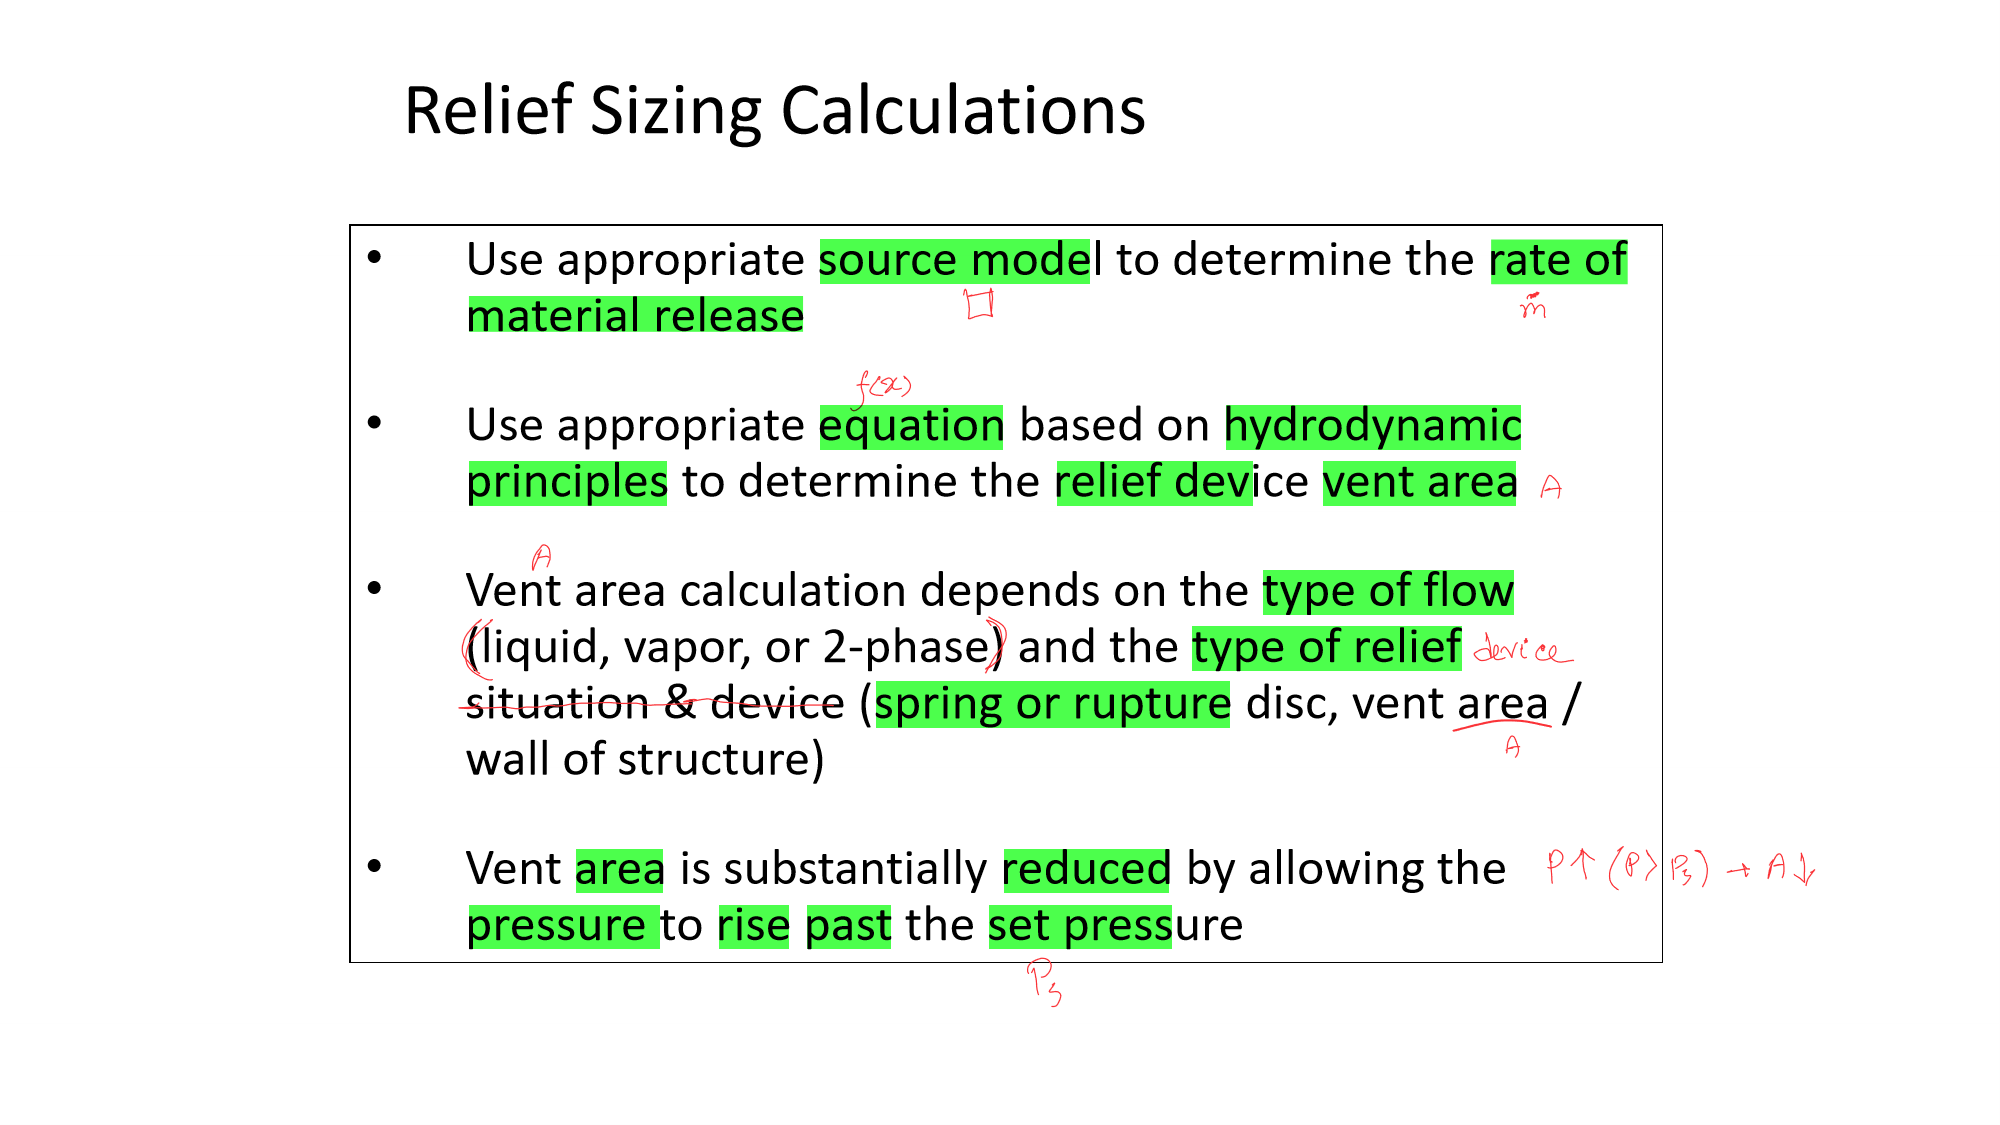 Relief Sizing Calculations
• Use appropriate source model to determine the rate of
material release
ṁ
f(x)
• Use appropriate equation based on hydrodynamic
principles to determine the relief device vent area A
A
• Vent area calculation depends on the type of flow
(liquid, vapor, or 2-phase) and the type of relief device
situation & device (spring or rupture disc, vent area /
A
wall of structure)
• Vent area is substantially reduced by allowing the P↑ (P > Ps) → A↓
pressure to rise past the set pressure
Ps